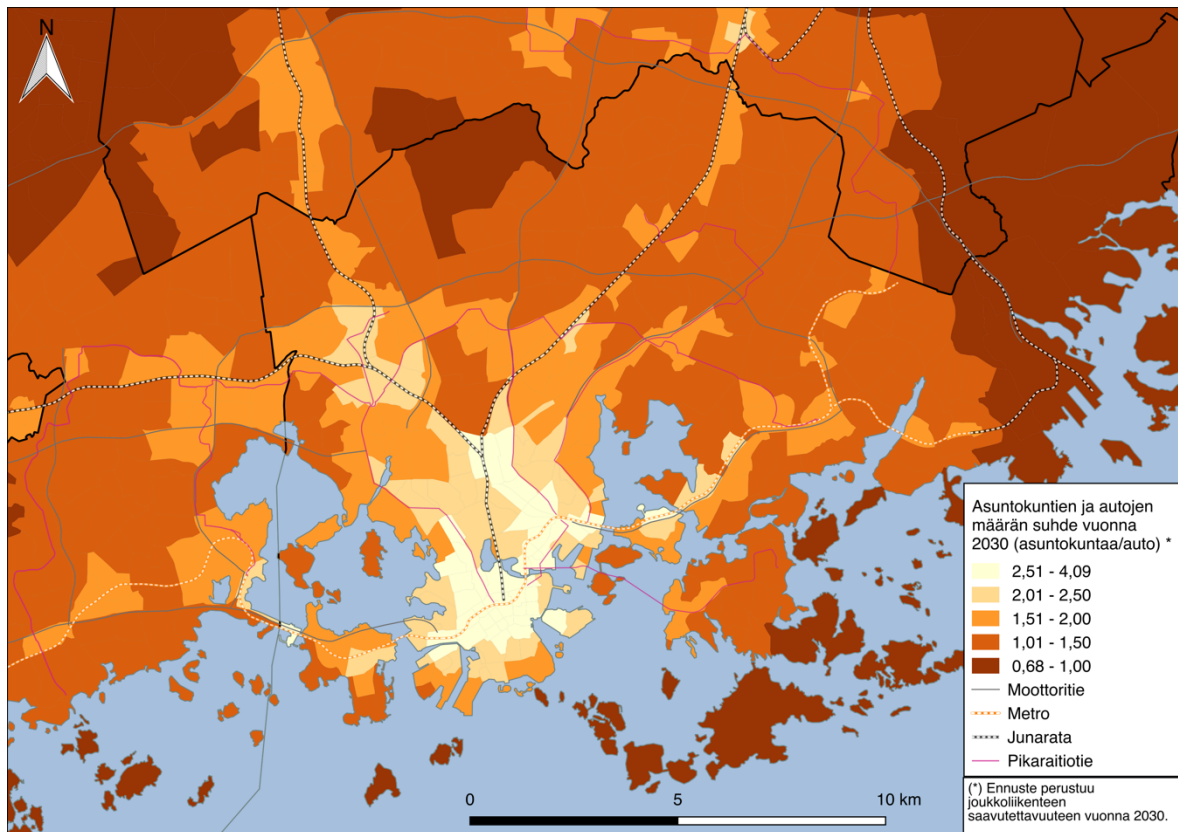 N
Asuntokuntien ja autojen
määrän suhde vuonna
2030 (asuntokuntaa/auto) *
2,51 - 4,09
2,01 - 2,50
1,51 - 2,00
1,01 - 1,50
0,68 - 1,00
Moottoritie
Metro
Junarata
Pikaraitiotie
(*) Ennuste perustuu
joukkoliikenteen
saavutettavuuteen vuonna 2030.
0 5 10 km